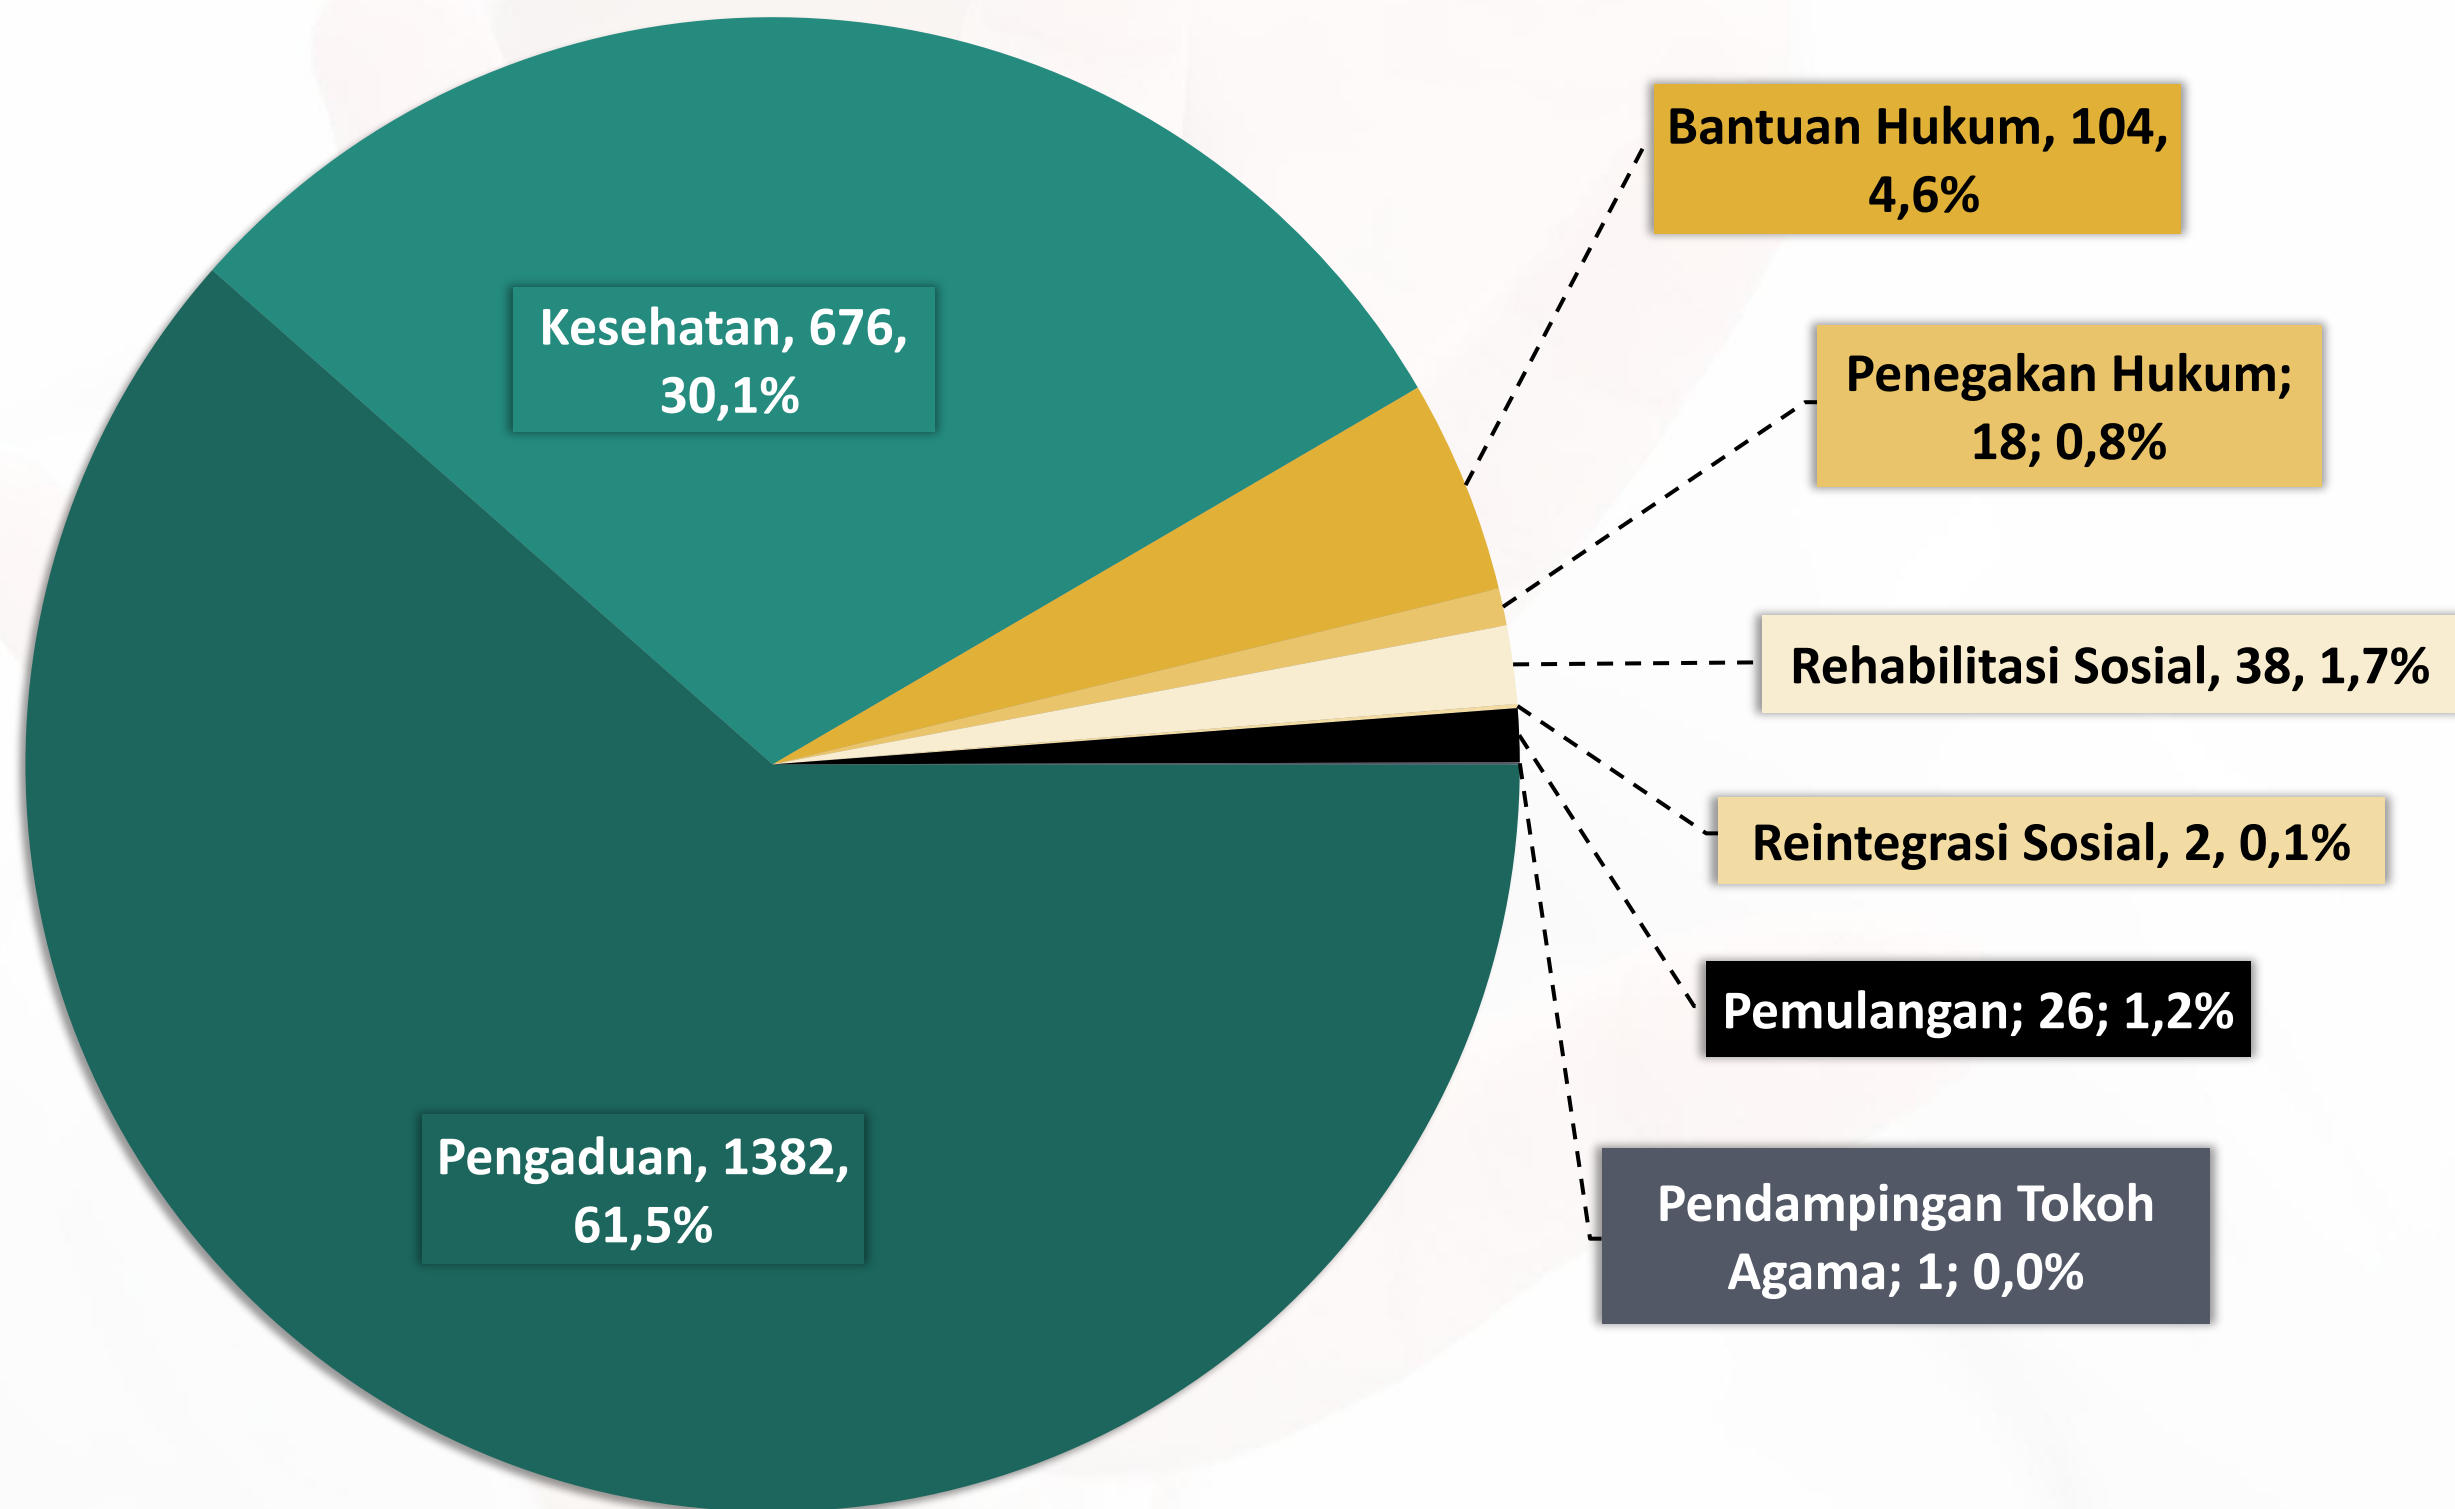 Bantuan Hukum, 104,
4,6%
Kesehatan, 676,
30,1%
Penegakan Hukum;
18; 0,8%
Rehabilitasi Sosial, 38, 1,7%
Reintegrasi Sosial, 2, 0,1%
Pemulangan; 26; 1,2%
Pengaduan, 1382,
61,5%
Pendampingan Tokoh
Agama; 1; 0,0%